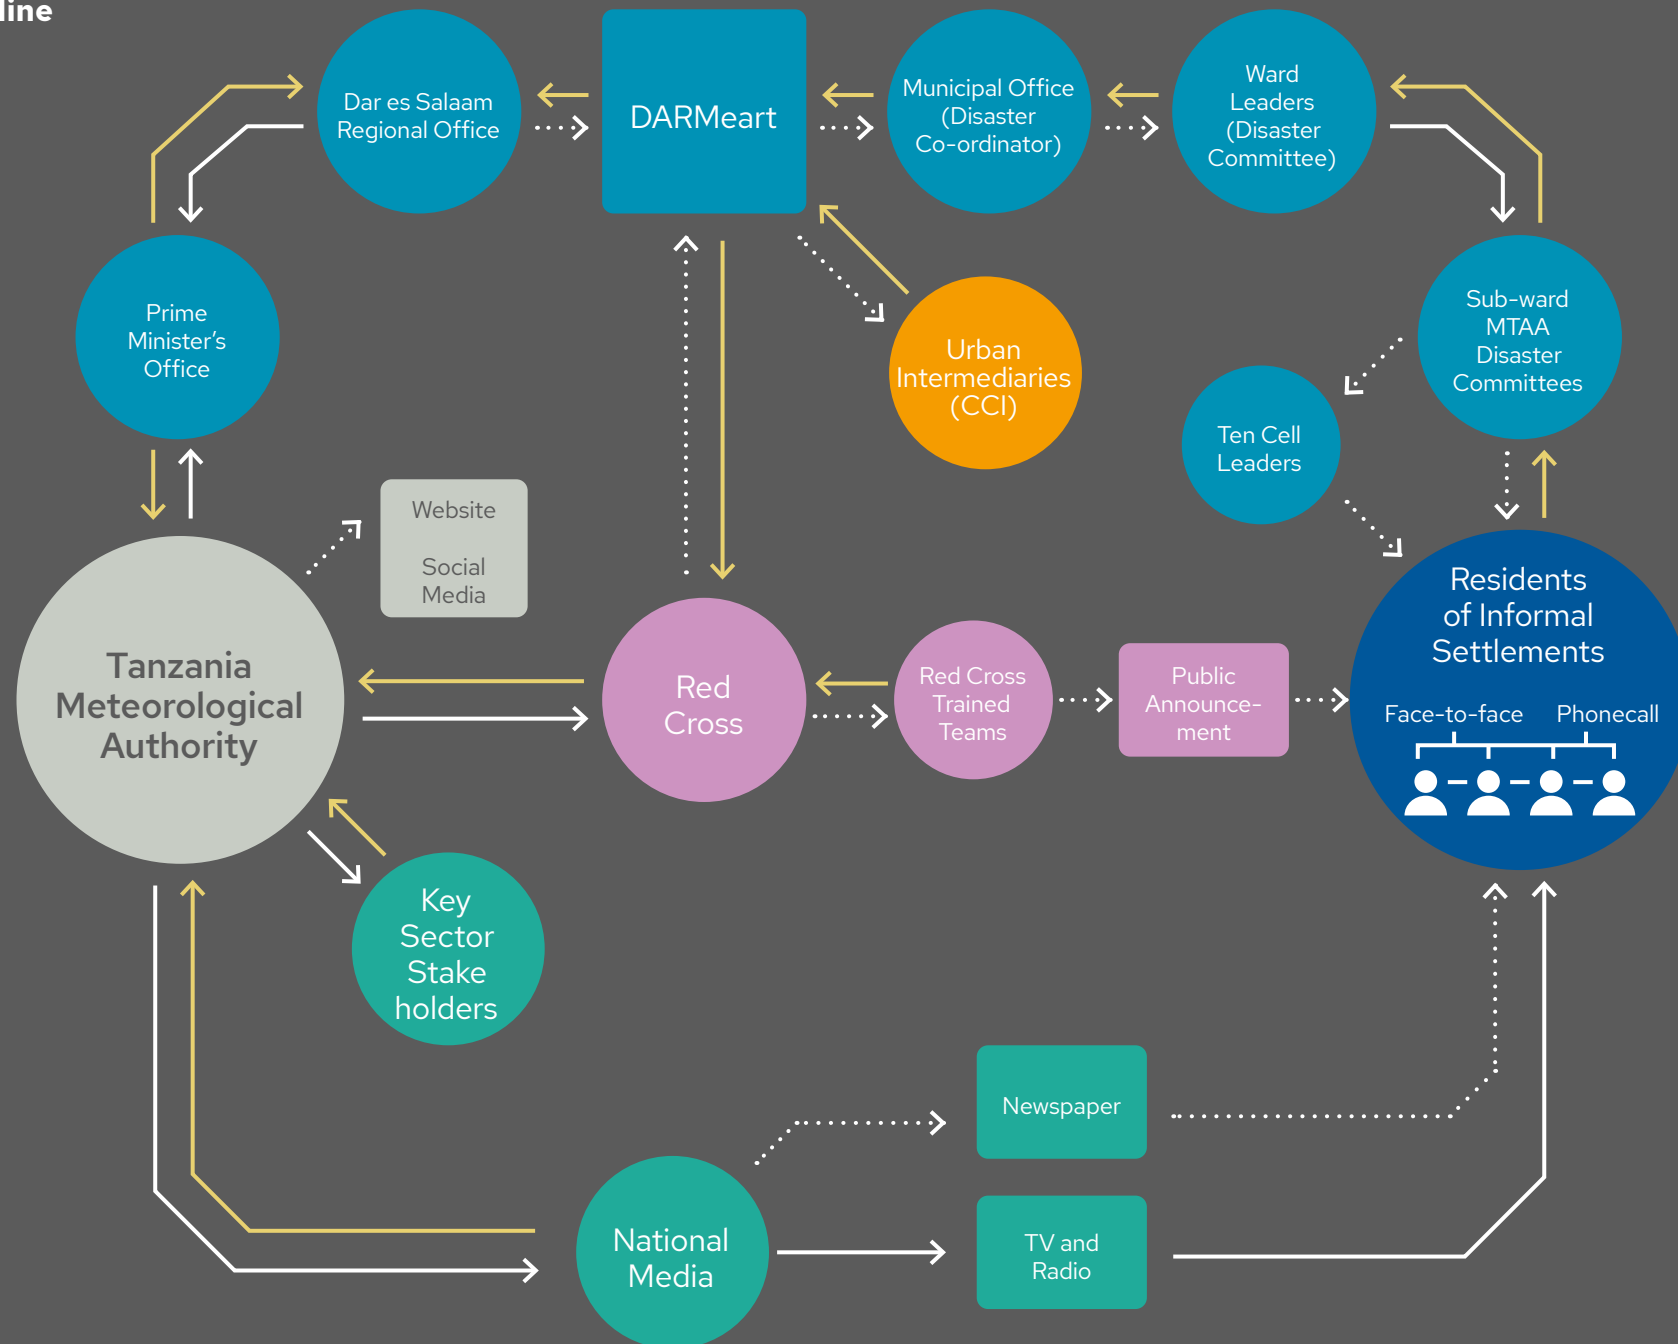 Dar es Salaam
Regional Office
DARMeart
Municipal Office
(Disaster
Co-ordinator)
Ward
Leaders
(Disaster
Committee)
Prime
Minister’s
Office
Urban
Intermediaries
(CCI)
Sub-ward
MTAA
Disaster
Committees
Ten Cell
Leaders
Website
Social
Media
Tanzania
Meteorological
Authority
Red
Cross
Red Cross
Trained
Teams
Public
Announce-
ment
Residents
of Informal
Settlements
Face-to-face
Phonecall
Key
Sector
Stake
holders
Newspaper
National
Media
TV and
Radio